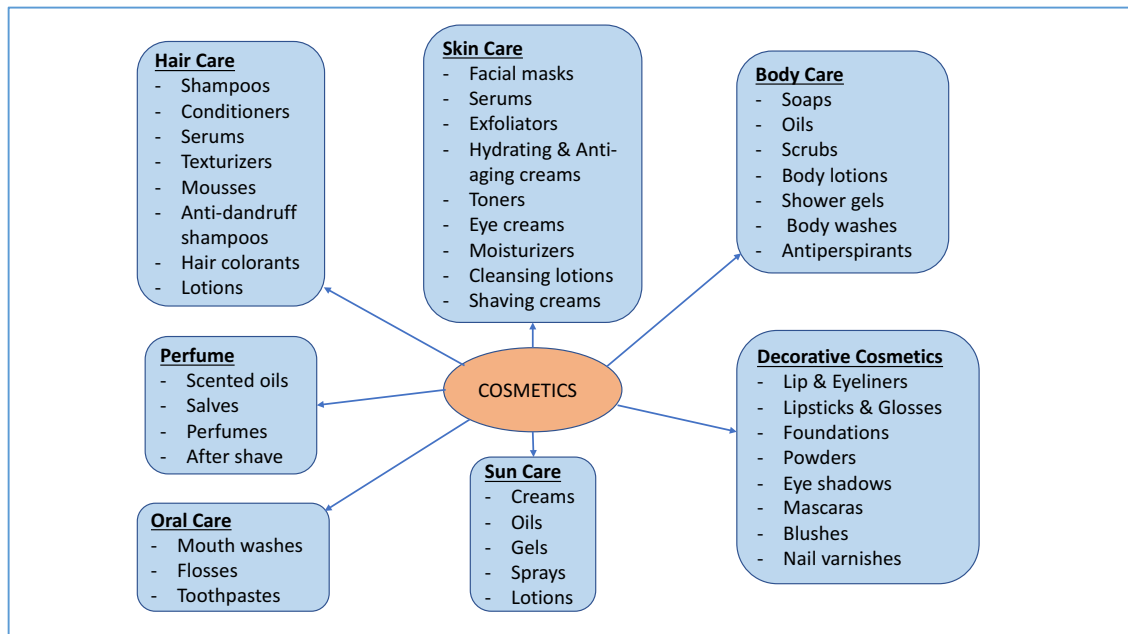 Hair Care
- Shampoos
- Conditioners
- Serums
- Texturizers
- Mousses
- Anti-dandruff
shampoos
- Hair colorants
- Lotions
Skin Care
- Facial masks
- Serums
- Exfoliators
- Hydrating & Anti-
aging creams
- Toners
- Eye creams
- Moisturizers
- Cleansing lotions
- Shaving creams
Body Care
- Soaps
- Oils
- Scrubs
- Body lotions
- Shower gels
- Body washes
- Antiperspirants
Perfume
- Scented oils
- Salves
- Perfumes
- After shave
COSMETICS
Decorative Cosmetics
- Lip & Eyeliners
- Lipsticks & Glosses
- Foundations
- Powders
- Eye shadows
- Mascaras
- Blushes
- Nail varnishes
Oral Care
- Mouth washes
- Flosses
- Toothpastes
Sun Care
- Creams
- Oils
- Gels
- Sprays
- Lotions